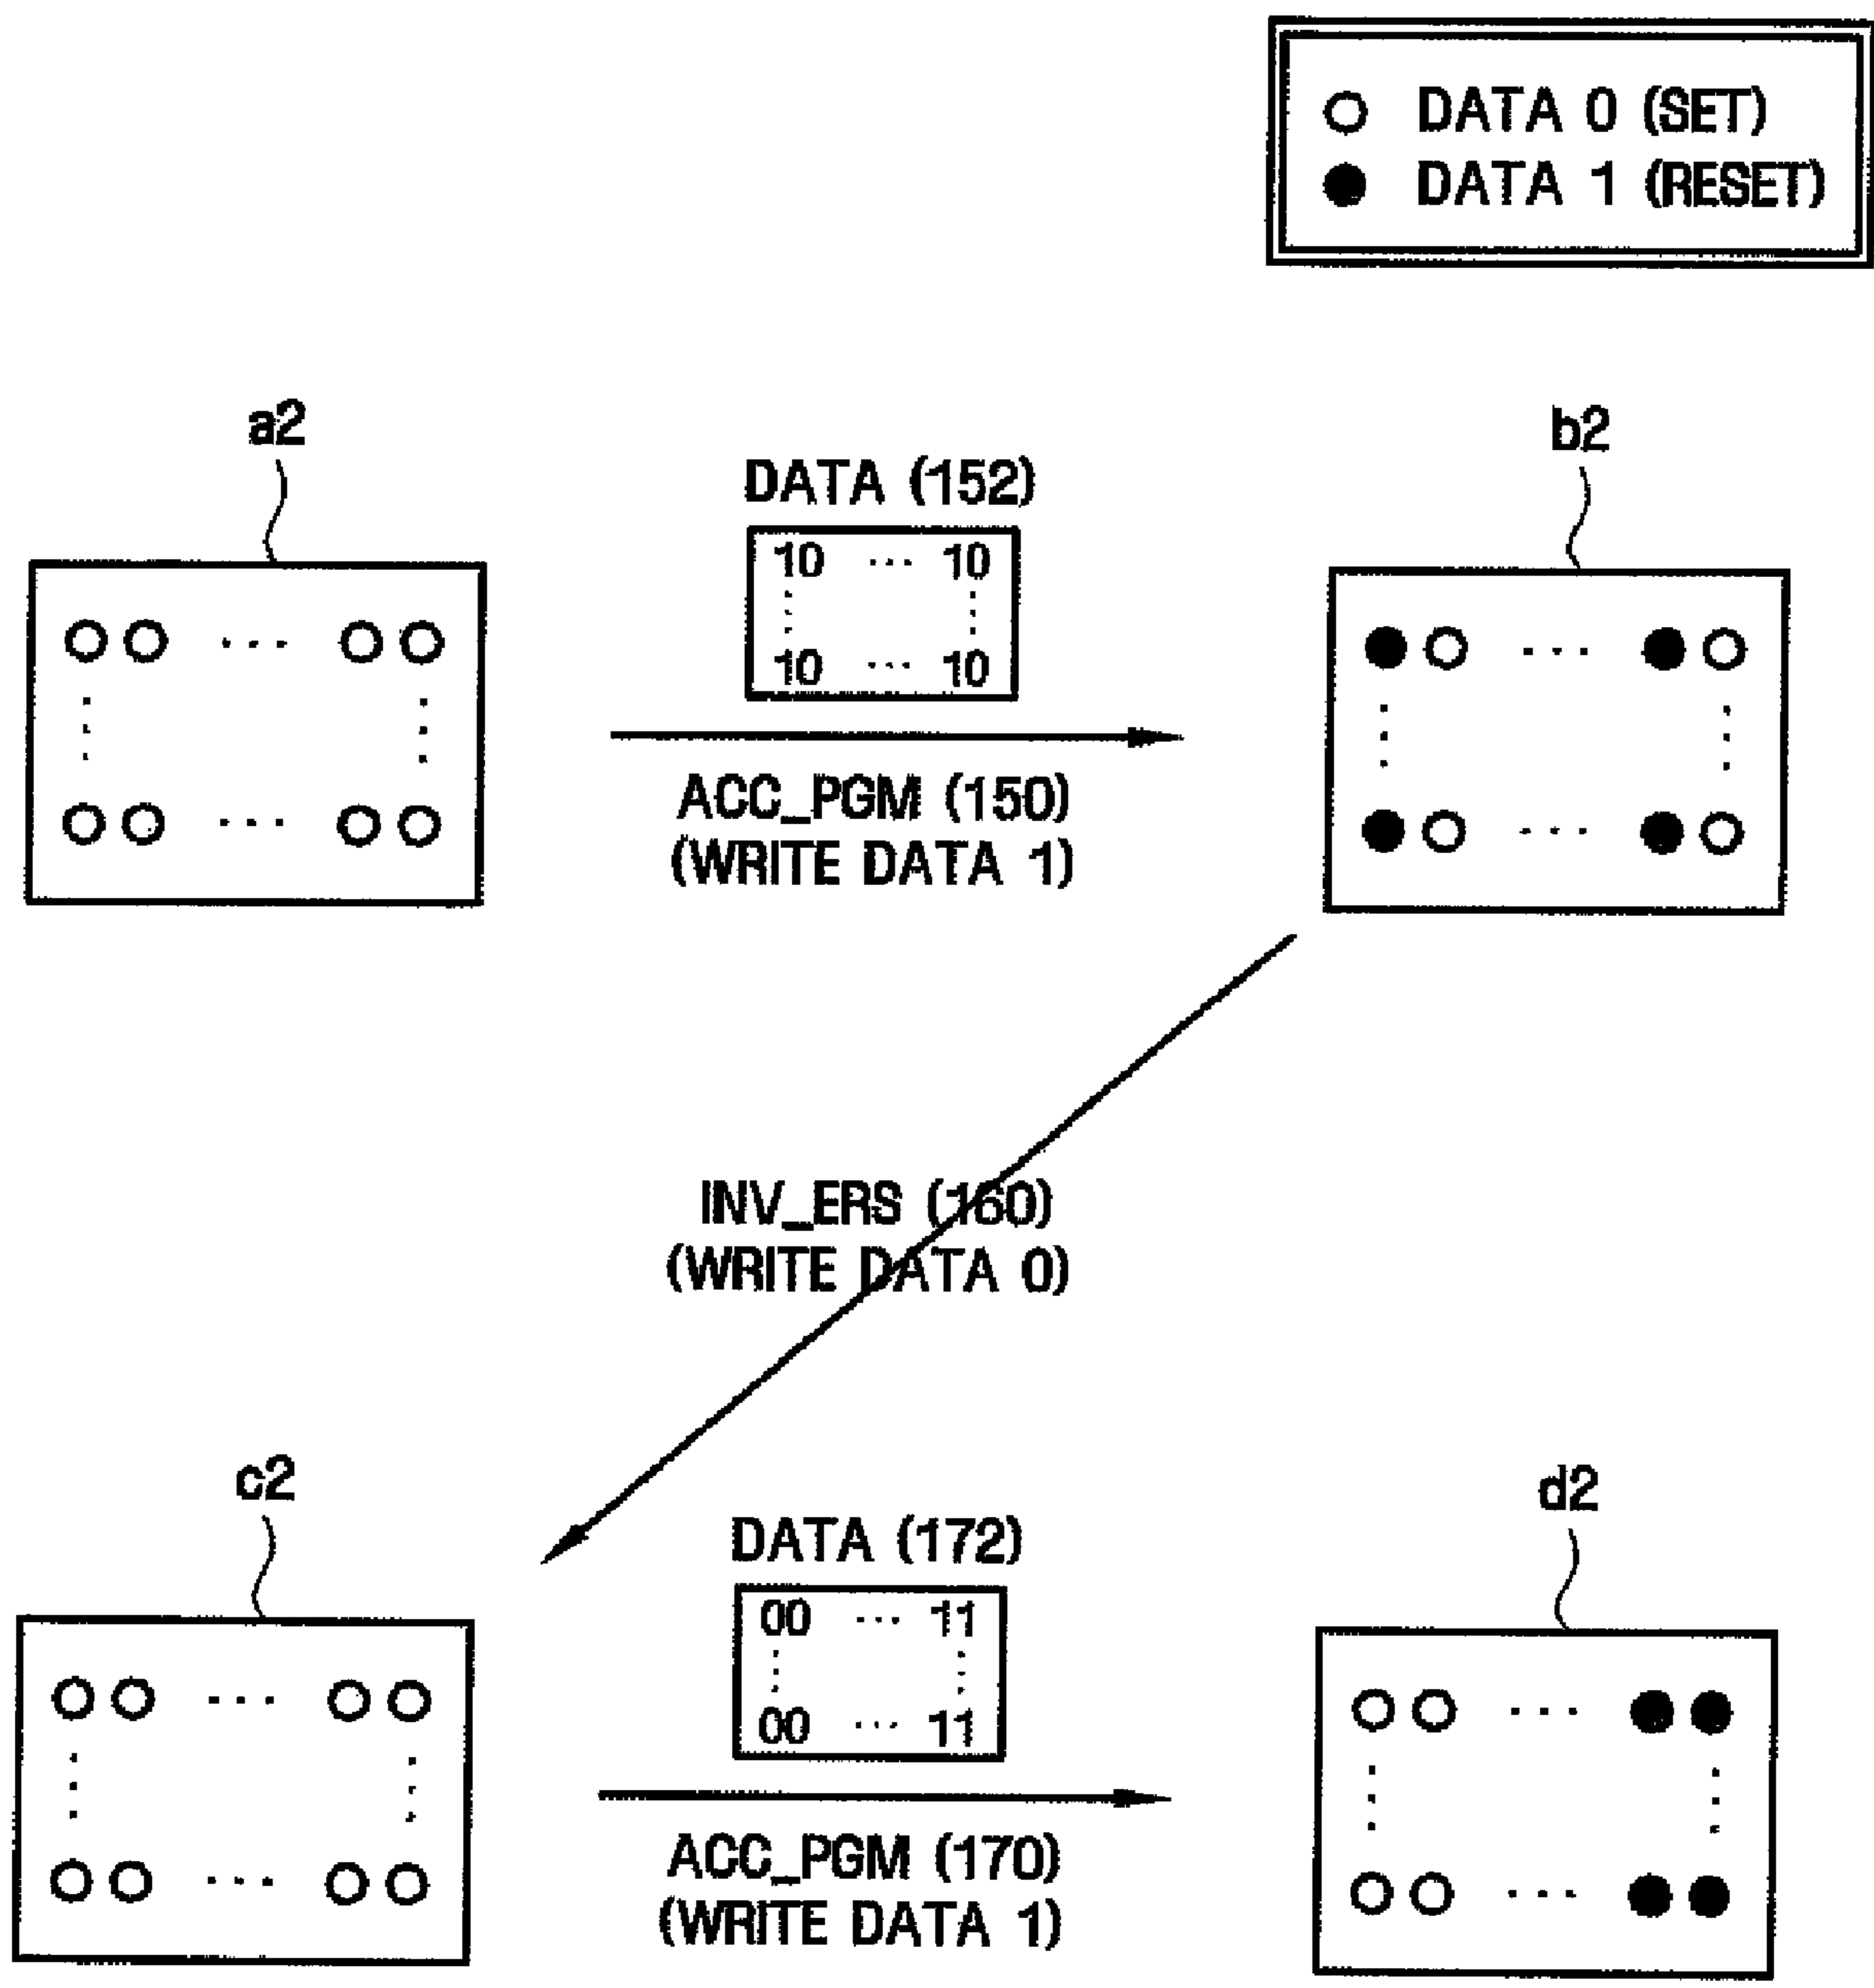 DATA 0 (SET)
DATA 1 (RESET)
a2
b2
DATA (152)
10 ··· 10
10 ··· 10
ACC_PGM (150)
(WRITE DATA 1)
INV_ERS (160)
(WRITE DATA 0)
c2
d2
DATA (172)
00 ··· 11
00 ··· 11
ACC_PGM (170)
(WRITE DATA 1)